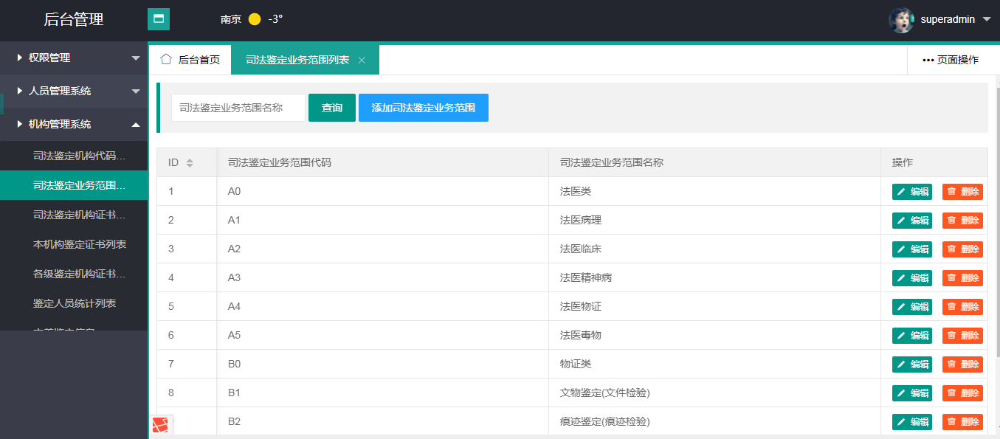 后台管理
南京 -3°
superadmin
权限管理
人员管理系统
机构管理系统
司法鉴定机构代码...
司法鉴定业务范围...
司法鉴定机构证书...
本机构鉴定证书列表
各级鉴定机构证书...
鉴定人员统计列表
后台首页
司法鉴定业务范围列表
页面操作
司法鉴定业务范围名称 查询 添加司法鉴定业务范围
ID 司法鉴定业务范围代码 司法鉴定业务范围名称 操作
1 A0 法医类 编辑 删除
2 A1 法医病理 编辑 删除
3 A2 法医临床 编辑 删除
4 A3 法医精神病 编辑 删除
5 A4 法医物证 编辑 删除
6 A5 法医毒物 编辑 删除
7 B0 物证类 编辑 删除
8 B1 文物鉴定(文件检验) 编辑 删除
B2 痕迹鉴定(痕迹检验) 编辑 删除